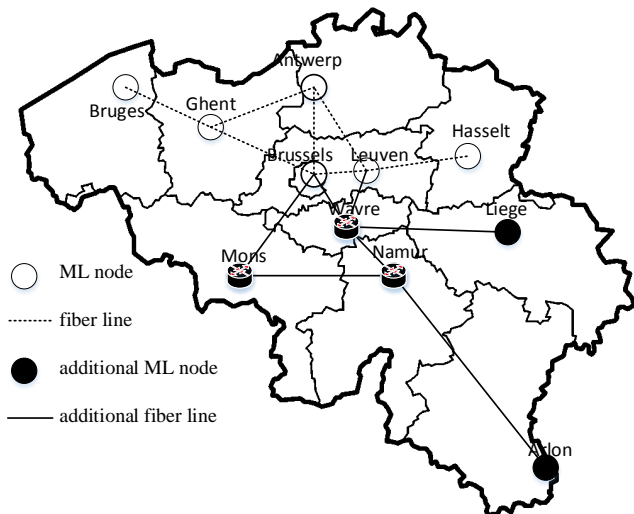 Antwerp
Bruges
Ghent
Hasselt
Brussels
Leuven
Wavre
Liege
Mons
Namur
ML node
fiber line
additional ML node
additional fiber line
Arlon